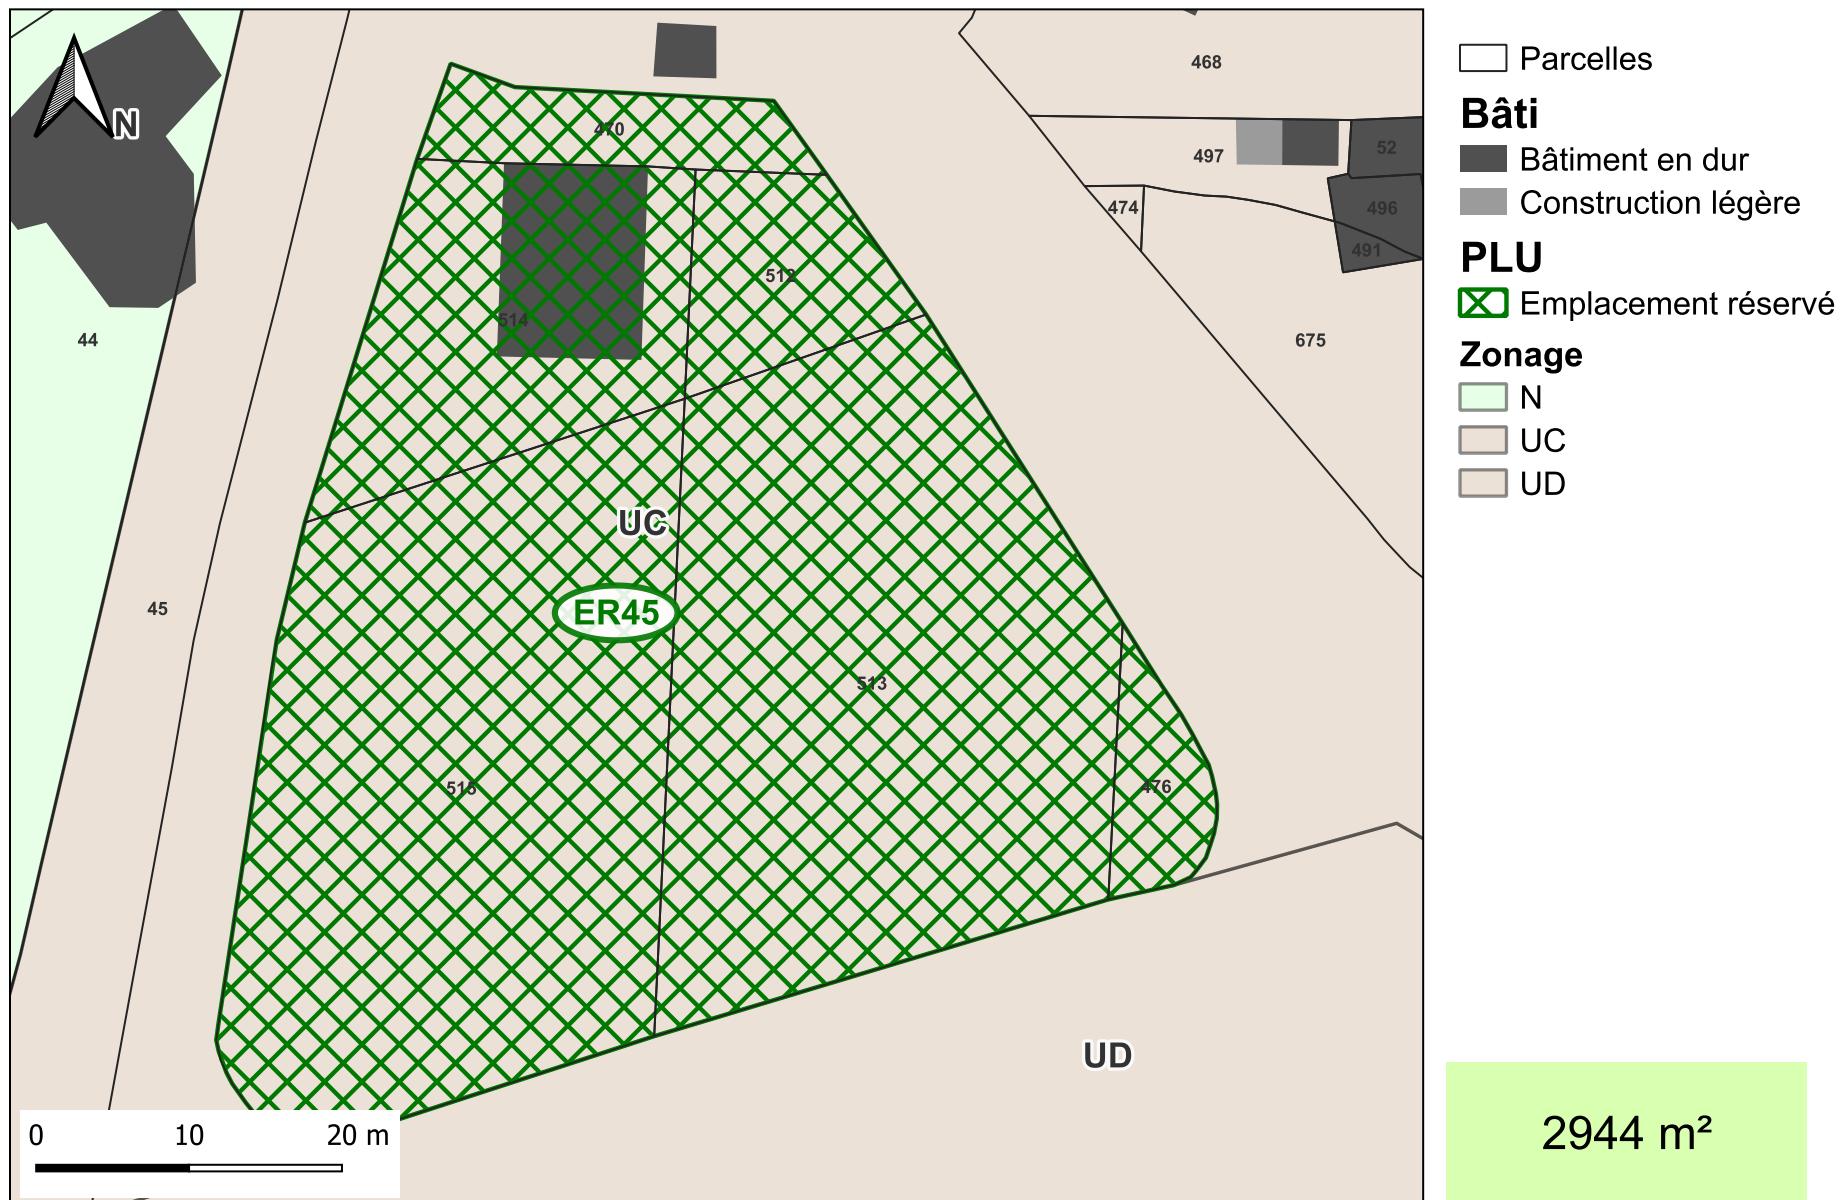 N
468
470
497
52
474
496
491
512
514
44
675
UC
45
ER45
513
515
476
UD
0 10 20 m
Parcelles
Bâti
Bâtiment en dur
Construction légère
PLU
Emplacement réservé
Zonage
N
UC
UD
2944 m²